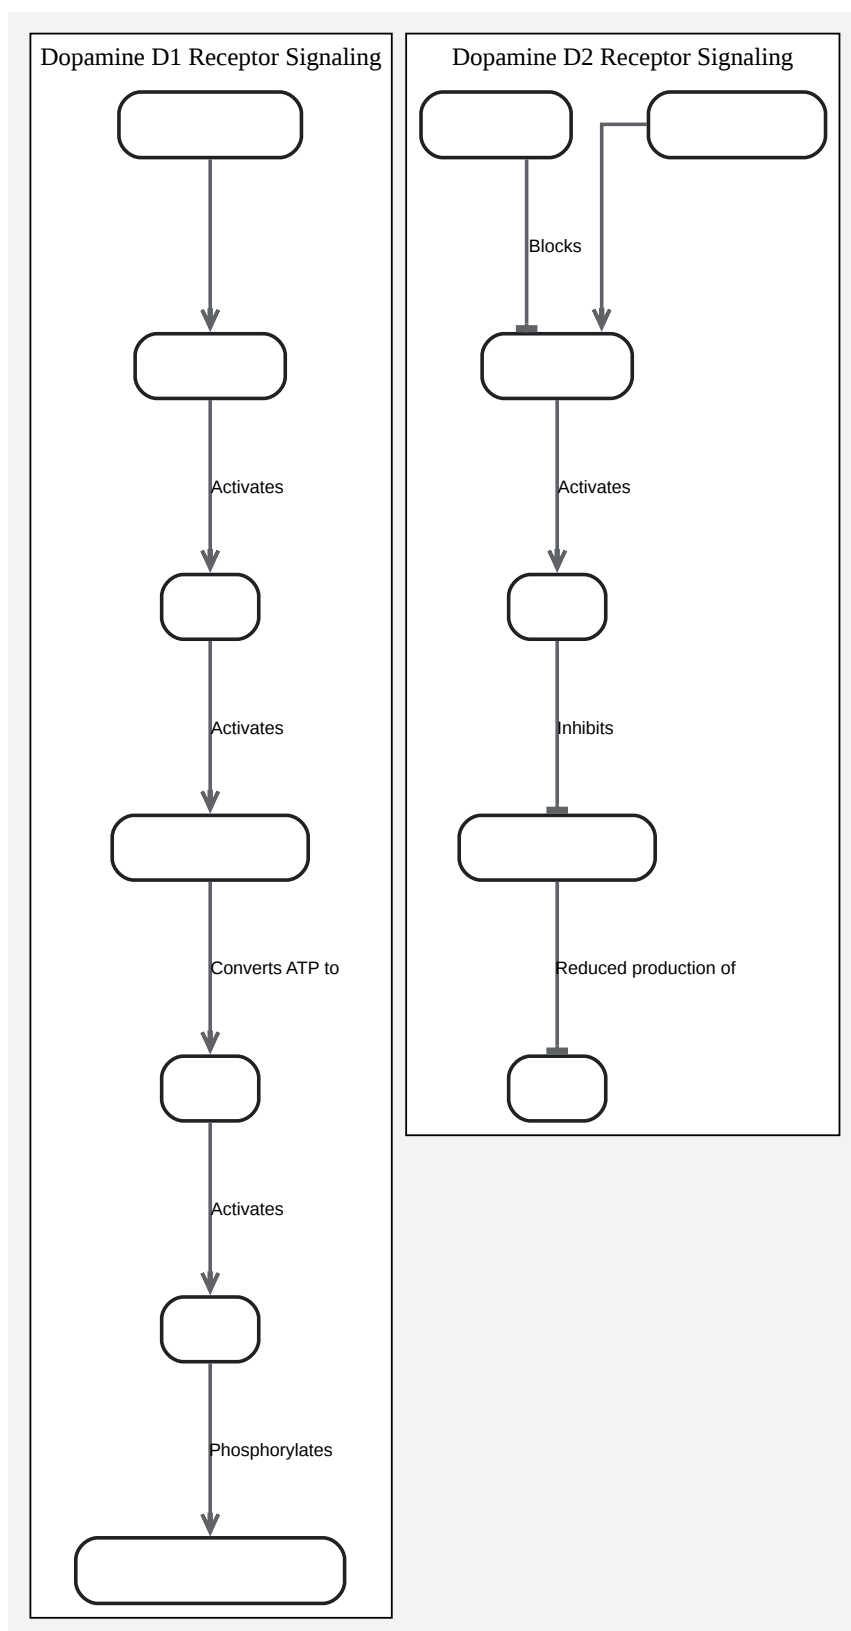 Dopamine D1 Receptor Signaling
Activates
Activates
Converts ATP to
Activates
Phosphorylates
Dopamine D2 Receptor Signaling
Blocks
Activates
Inhibits
Reduced production of